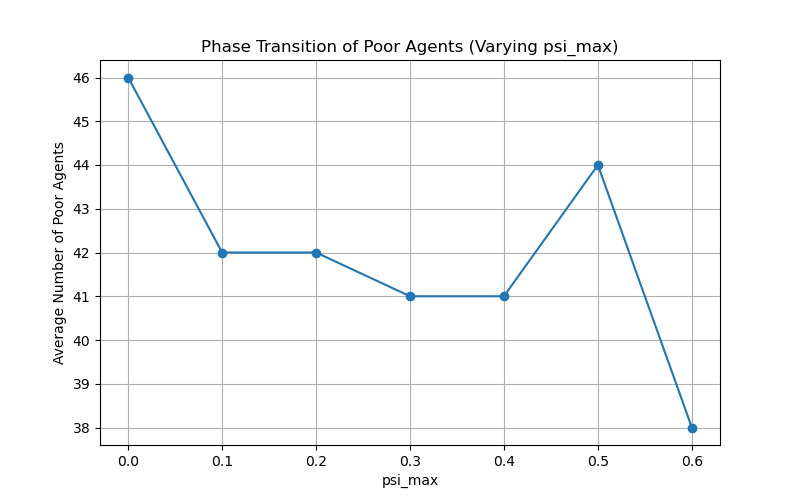 Phase Transition of Poor Agents (Varying psi_max)
Average Number of Poor Agents
46
45
44
43
42
41
40
39
38
0.0 0.1 0.2 0.3 0.4 0.5 0.6
psi_max